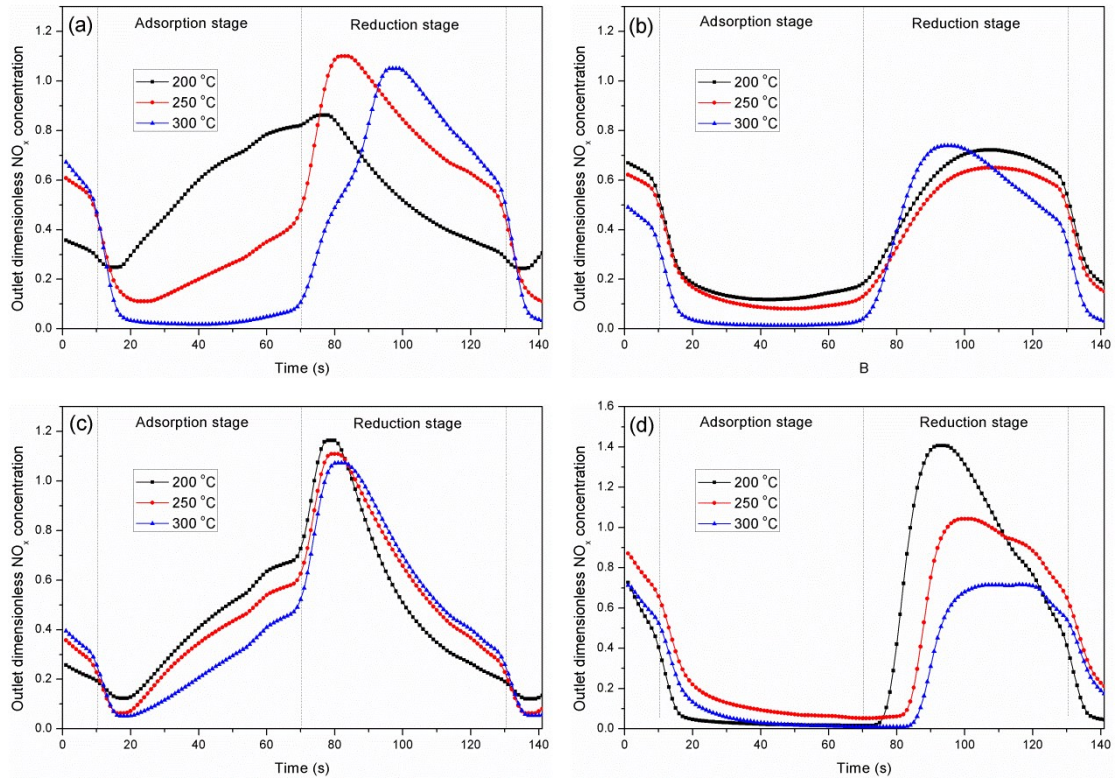 (a) Adsorption stage Reduction stage
1.2
1.0
0.8
0.6
0.4
0.2
0.0
Outlet dimensionless NOx concentration
200 °C
250 °C
300 °C
0 20 40 60 80 100 120 140
Time (s)
(b) Adsorption stage Reduction stage
1.2
1.0
0.8
0.6
0.4
0.2
0.0
Outlet dimensionless NOx concentration
200 °C
250 °C
300 °C
0 20 40 60 80 100 120 140
B
(c) Adsorption stage Reduction stage
1.2
1.0
0.8
0.6
0.4
0.2
0.0
Outlet dimensionless NOx concentration
200 °C
250 °C
300 °C
0 20 40 60 80 100 120 140
Time (s)
(d) Adsorption stage Reduction stage
1.6
1.4
1.2
1.0
0.8
0.6
0.4
0.2
0.0
Outlet dimensionless NOx concentration
200 °C
250 °C
300 °C
0 20 40 60 80 100 120 140
Time (s)